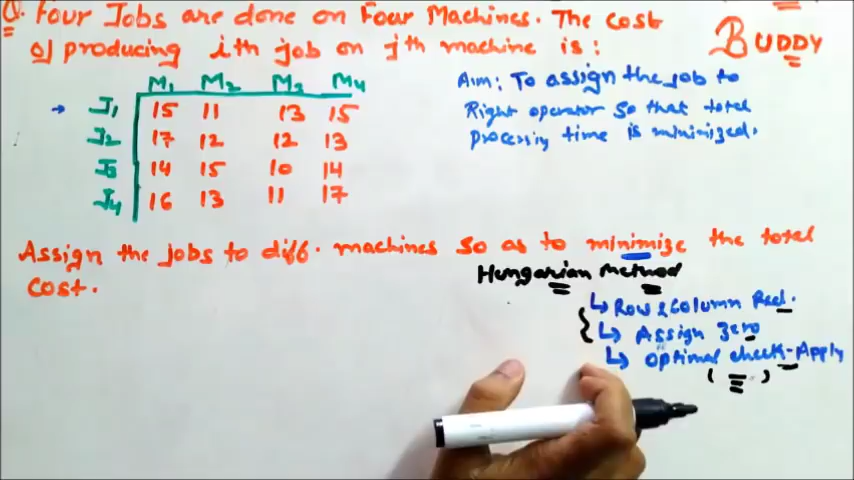 Q. Four Jobs are done on Four Machines. The cost
of producing ith job on jth machine is :
BUDDY
M1 M2 M3 M4
J1 15 11 13 15
J2 17 12 12 13
J3 14 15 10 14
J4 16 13 11 17
Aim: To assign the job to
Right operator so that total
processing time is minimized.
Assign the jobs to diff. machines so as to minimize the total
cost.
Hungarian Method
↳ Row & Column Red.
↳ Assign Zero
↳ optimal check - Apply